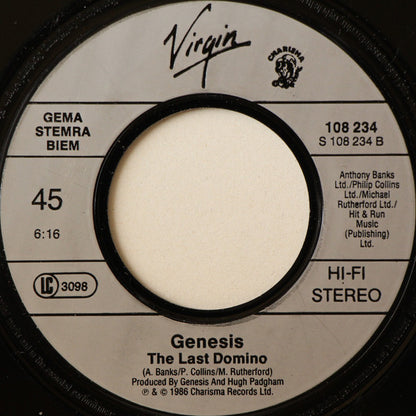 Virgin
CHARISMA
GEMA
STEMRA
BIEM
108 234
S 108 234 B
45
6:16
Anthony Banks
Ltd./Philip Collins
Ltd./Michael
Rutherford Ltd./
Hit & Run
Music
(Publishing)
Ltd.
LC 3098
HI-FI
STEREO
Genesis
The Last Domino
(A. Banks/P. Collins/M. Rutherford)
Produced By Genesis And Hugh Padgham
℗ & © 1986 Charisma Records Ltd.